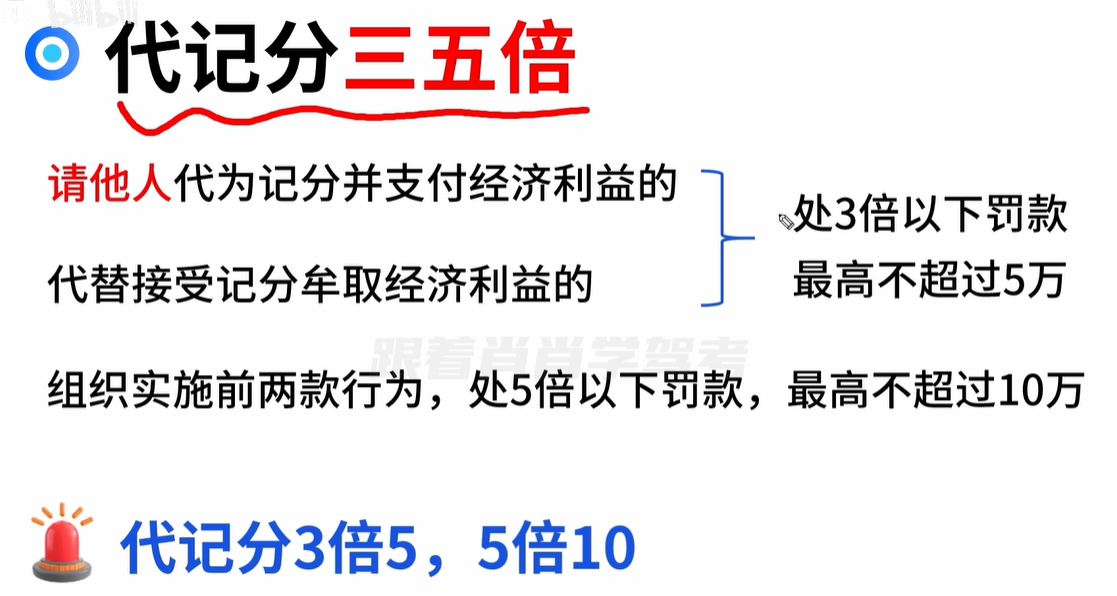 bilibili
代记分三五倍
请他人代为记分并支付经济利益的
处3倍以下罚款
代替接受记分牟取经济利益的
最高不超过5万
跟着肖肖学驾考
组织实施前两款行为，处5倍以下罚款，最高不超过10万
代记分3倍5，5倍10